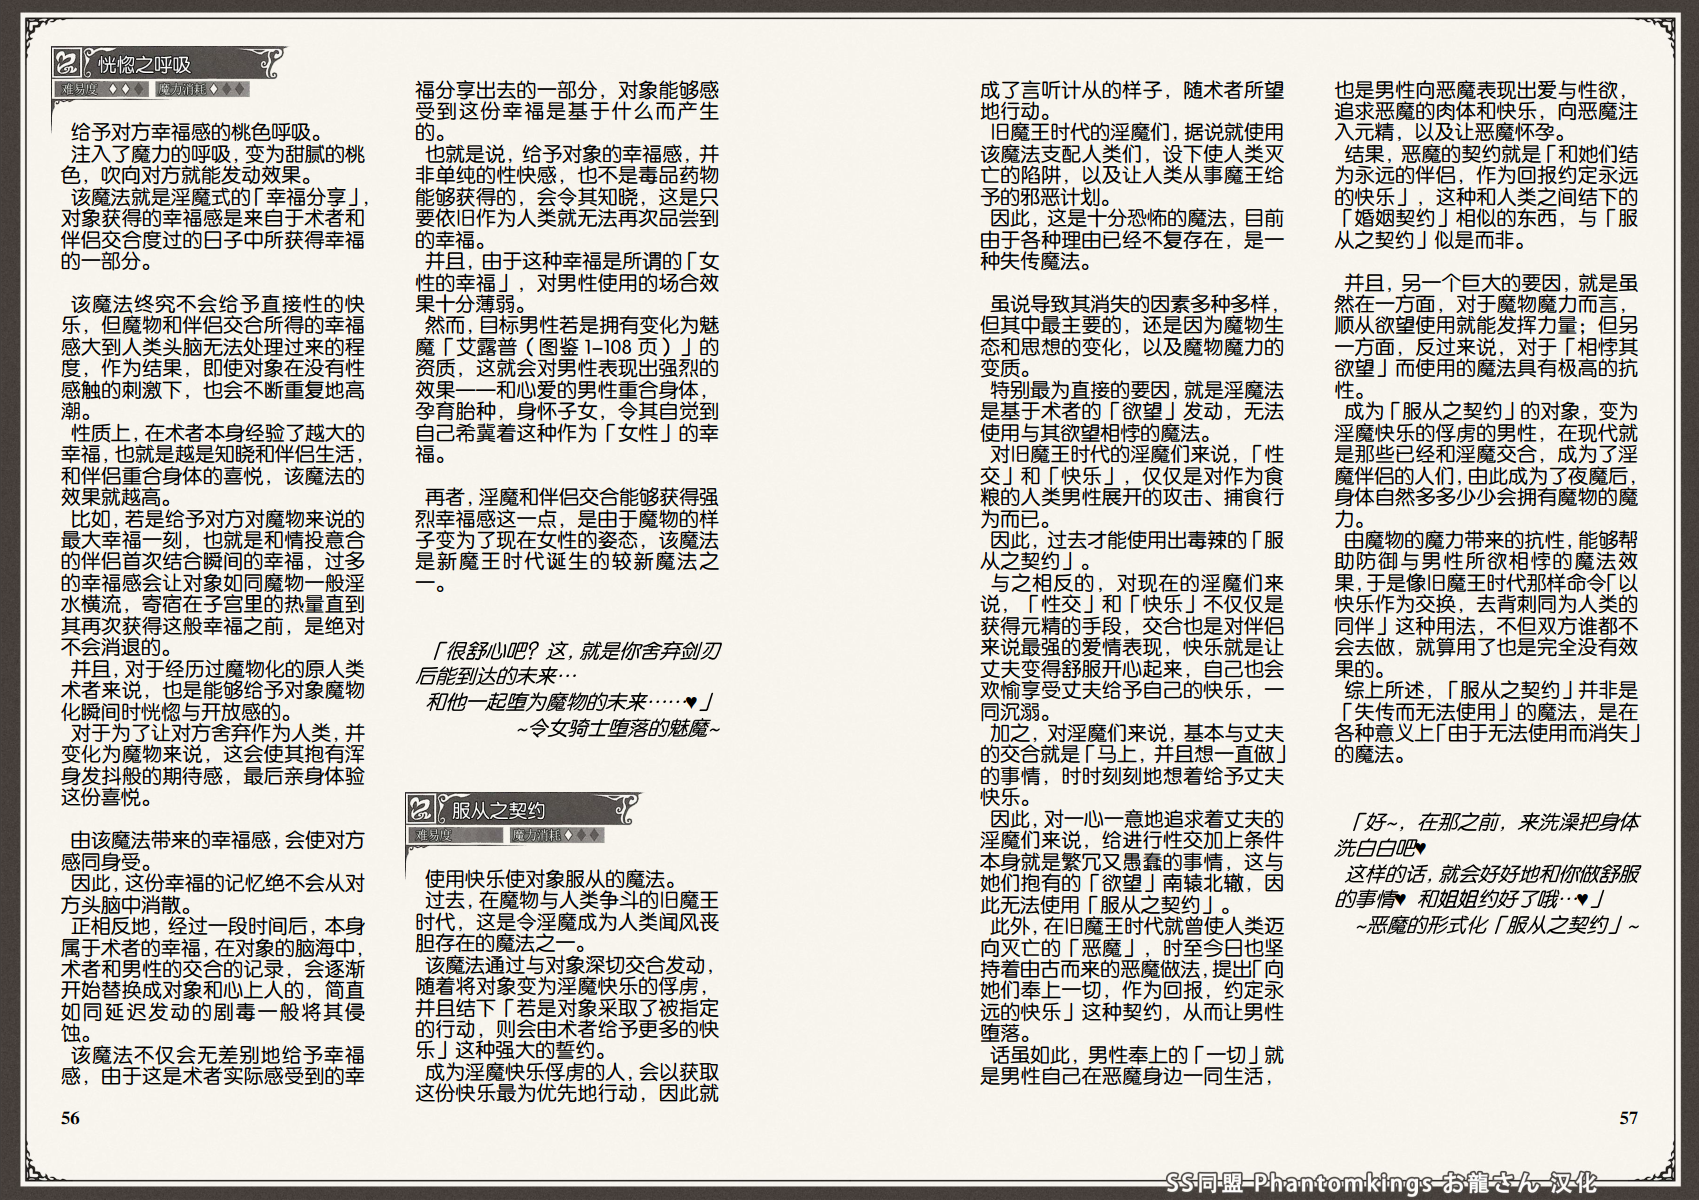 恍惚之呼吸
难易度 ♦♦♦ 魔力消耗 ♦♦♦
给予对方幸福感的桃色呼吸。
注入了魔力的呼吸，变为甜腻的桃
色，吹向对方就能发动效果。
该魔法就是淫魔式的「幸福分享」，
对象获得的幸福感是来自于术者和
伴侣交合度过的日子中所获得幸福
的一部分。
该魔法终究不会给予直接性的快
乐，但魔物和伴侣交合所得的幸福
感大到人类头脑无法处理过来的程
度，作为结果，即使对象在没有性
感触的刺激下，也会不断重复地高
潮。
性质上，在术者本身经验了越大的
幸福，也就是越是知晓和伴侣生活，
和伴侣重合身体的喜悦，该魔法的
效果就越高。
比如，若是给予对方对魔物来说的
最大幸福一刻，也就是和情投意合
的伴侣首次结合瞬间的幸福，过多
的幸福感会让对象如同魔物一般淫
水横流，寄宿在子宫里的热量直到
其再次获得这般幸福之前，是绝对
不会消退的。
并且，对于经历过魔物化的原人类
术者来说，也是能够给予对象魔物
化瞬间时恍惚与开放感的。
对于为了让对方舍弃作为人类，并
变化为魔物来说，这会使其抱有浑
身发抖般的期待感，最后亲身体验
这份喜悦。
由该魔法带来的幸福感，会使对方
感同身受。
因此，这份幸福的记忆绝不会从对
方头脑中消散。
正相反地，经过一段时间后，本身
属于术者的幸福，在对象的脑海中，
术者和男性的交合的记录，会逐渐
开始替换成对象和心上人的，简直
如同延迟发动的剧毒一般将其侵
蚀。
该魔法不仅会无差别地给予幸福
感，由于这是术者实际感受到的幸
福分享出去的一部分，对象能够感
受到这份幸福是基于什么而产生
的。
也就是说，给予对象的幸福感，并
非单纯的性快感，也不是毒品药物
能够获得的，会令其知晓，这是只
要依旧作为人类就无法再次品尝到
的幸福。
并且，由于这种幸福是所谓的「女
性的幸福」，对男性使用的场合效
果十分薄弱。
然而，目标男性若是拥有变化为魅
魔「艾露普（图鉴 1-108 页）」的
资质，这就会对男性表现出强烈的
效果——和心爱的男性重合身体，
孕育胎种，身怀子女，令其自觉到
自己希冀着这种作为「女性」的幸
福。
再者，淫魔和伴侣交合能够获得强
烈幸福感这一点，是由于魔物的样
子变为了现在女性的姿态，该魔法
是新魔王时代诞生的较新魔法之
一。
「很舒心吧？这，就是你舍弃剑刃
后能到达的未来…
和他一起堕为魔物的未来……♥」
~令女骑士堕落的魅魔~
服从之契约
难易度 魔力消耗 ♦♦♦
使用快乐使对象服从的魔法。
过去，在魔物与人类争斗的旧魔王
时代，这是令淫魔成为人类闻风丧
胆存在的魔法之一。
该魔法通过与对象深切交合发动，
随着将对象变为淫魔快乐的俘虏，
并且结下「若是对象采取了被指定
的行动，则会由术者给予更多的快
乐」这种强大的誓约。
成为淫魔快乐俘虏的人，会以获取
这份快乐最为优先地行动，因此就
56
成了言听计从的样子，随术者所望
地行动。
旧魔王时代的淫魔们，据说就使用
该魔法支配人类们，设下使人类灭
亡的陷阱，以及让人类从事魔王给
予的邪恶计划。
因此，这是十分恐怖的魔法，目前
由于各种理由已经不复存在，是一
种失传魔法。
虽说导致其消失的因素多种多样，
但其中最主要的，还是因为魔物生
态和思想的变化，以及魔物魔力的
变质。
特别最为直接的要因，就是淫魔法
是基于术者的「欲望」发动，无法
使用与其欲望相悖的魔法。
对旧魔王时代的淫魔们来说，「性
交」和「快乐」，仅仅是对作为食
粮的人类男性展开的攻击、捕食行
为而已。
因此，过去才能使用出毒辣的「服
从之契约」。
与之相反的，对现在的淫魔们来
说，「性交」和「快乐」不仅仅是
获得元精的手段，交合也是对伴侣
来说最强的爱情表现，快乐就是让
丈夫变得舒服开心起来，自己也会
欢愉享受丈夫给予自己的快乐，一
同沉溺。
加之，对淫魔们来说，基本与丈夫
的交合就是「马上，并且想一直做」
的事情，时时刻刻地想着给予丈夫
快乐。
因此，对一心一意地追求着丈夫的
淫魔们来说，给进行性交加上条件
本身就是繁冗又愚蠢的事情，这与
她们抱有的「欲望」南辕北辙，因
此无法使用「服从之契约」。
此外，在旧魔王时代就曾使人类迈
向灭亡的「恶魔」，时至今日也坚
持着由古而来的恶魔做法，提出「向
她们奉上一切，作为回报，约定永
远的快乐」这种契约，从而让男性
堕落。
话虽如此，男性奉上的「一切」就
是男性自己在恶魔身边一同生活，
也是男性向恶魔表现出爱与性欲，
追求恶魔的肉体和快乐，向恶魔注
入元精，以及让恶魔怀孕。
结果，恶魔的契约就是「和她们结
为永远的伴侣，作为回报约定永远
的快乐」，这种和人类之间结下的
「婚姻契约」相似的东西，与「服
从之契约」似是而非。
并且，另一个巨大的要因，就是虽
然在一方面，对于魔物魔力而言，
顺从欲望使用就能发挥力量；但另
一方面，反过来说，对于「相悖其
欲望」而使用的魔法具有极高的抗
性。
成为「服从之契约」的对象，变为
淫魔快乐的俘虏的男性，在现代就
是那些已经和淫魔交合，成为了淫
魔伴侣的人们，由此成为了夜魔后，
身体自然多多少少会拥有魔物的魔
力。
由魔物的魔力带来的抗性，能够帮
助防御与男性所欲相悖的魔法效
果，于是像旧魔王时代那样命令「以
快乐作为交换，去背刺同为人类的
同伴」这种用法，不但双方谁都不
会去做，就算用了也是完全没有效
果的。
综上所述，「服从之契约」并非是
「失传而无法使用」的魔法，是在
各种意义上「由于无法使用而消失」
的魔法。
「好~，在那之前，来洗澡把身体
洗白白吧♥
这样的话，就会好好地和你做舒服
的事情♥ 和姐姐约好了哦…♥」
~恶魔的形式化「服从之契约」~
57
SS同盟 Phantomkings お龍さん 汉化